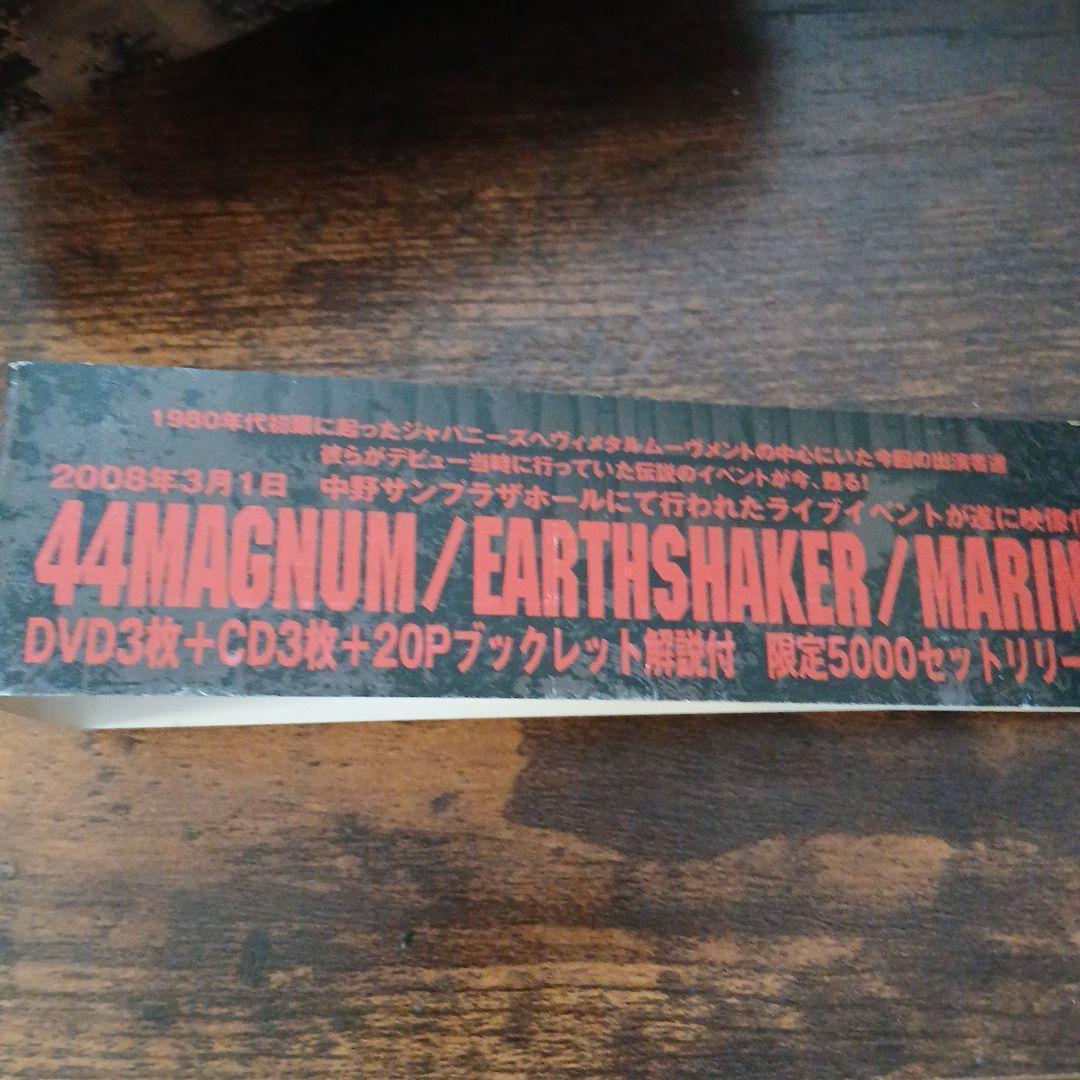 1980年代初頭に起ったジャパニーズヘヴィメタルムーヴメントの中心にいた今回の出演者達
彼らがデビュー当時に行っていた伝説のイベントが今、甦る!
2008年3月1日 中野サンプラザホールにて行われたライブイベントが遂に映像化
44MAGNUM/EARTHSHAKER/MARIN
DVD3枚+CD3枚+20Pブックレット解説付 限定5000セットリリー